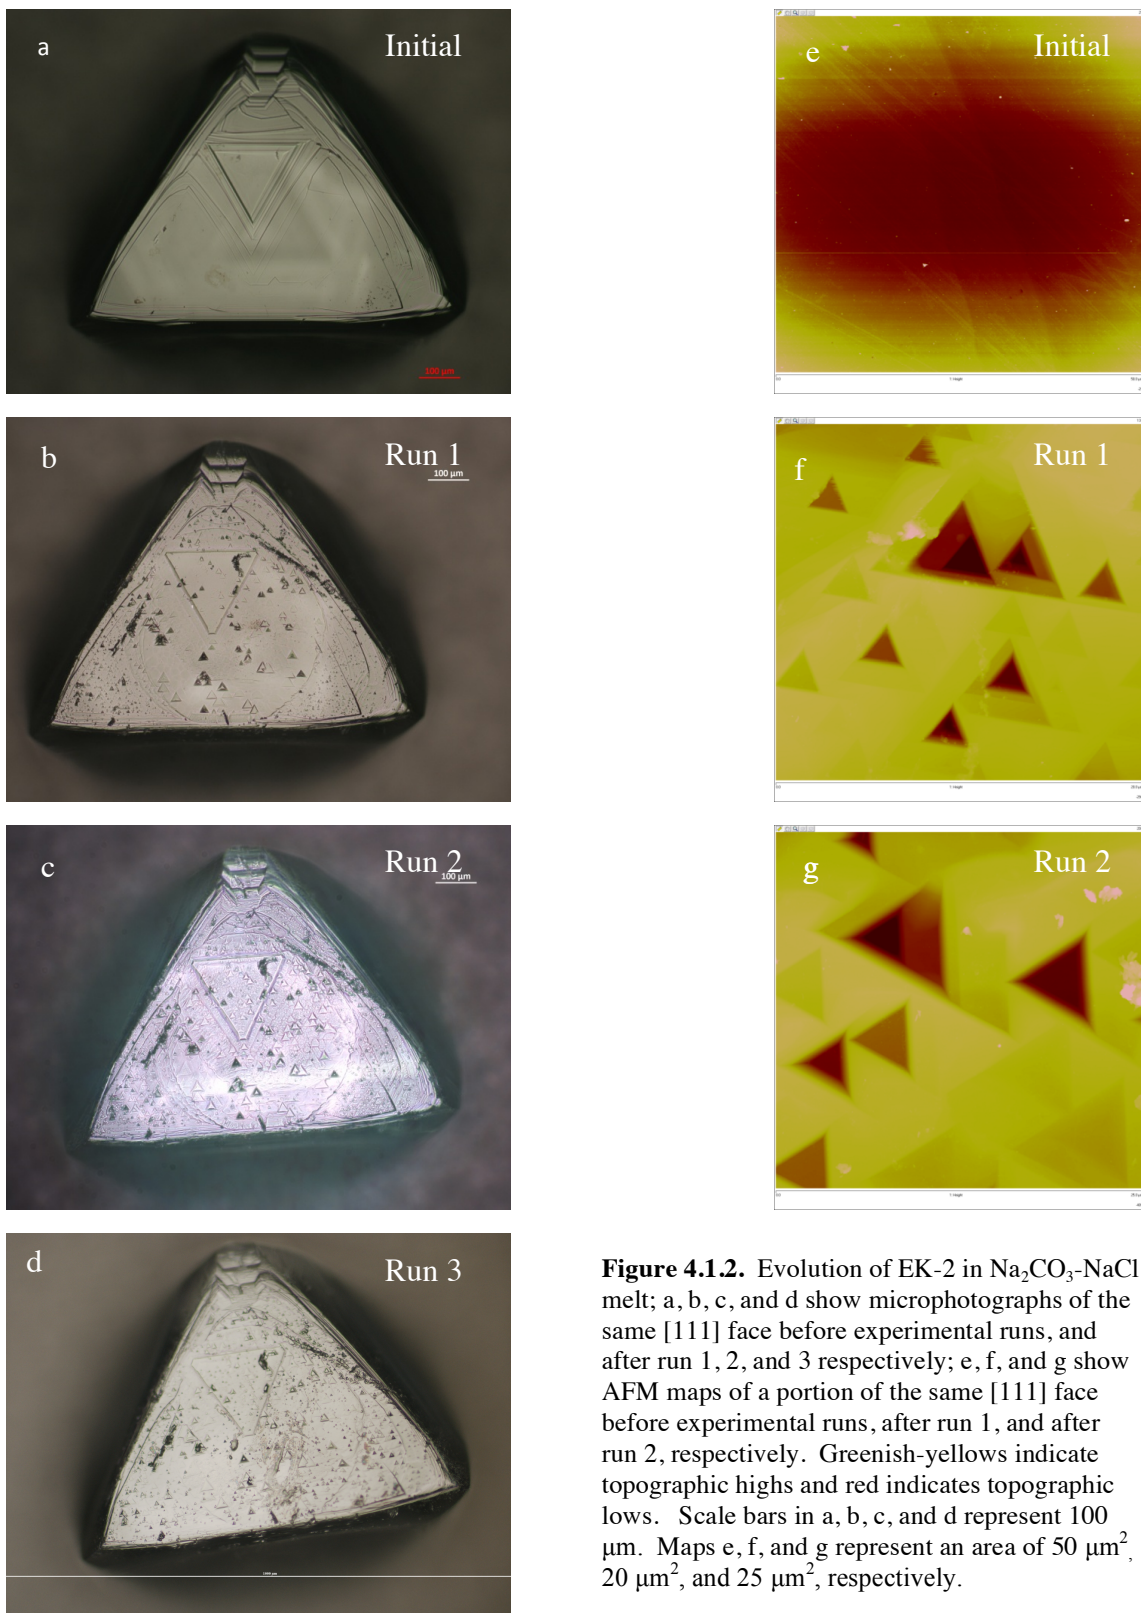 a
Initial
100 µm
e
Initial
b
Run 1
100 µm
f
Run 1
c
Run 2
100 µm
g
Run 2
d
Run 3
Figure 4.1.2. Evolution of EK-2 in Na₂CO₃-NaCl
melt; a, b, c, and d show microphotographs of the
same [111] face before experimental runs, and
after run 1, 2, and 3 respectively; e, f, and g show
AFM maps of a portion of the same [111] face
before experimental runs, after run 1, and after
run 2, respectively. Greenish-yellows indicate
topographic highs and red indicates topographic
lows. Scale bars in a, b, c, and d represent 100
µm. Maps e, f, and g represent an area of 50 µm²,
20 µm², and 25 µm², respectively.